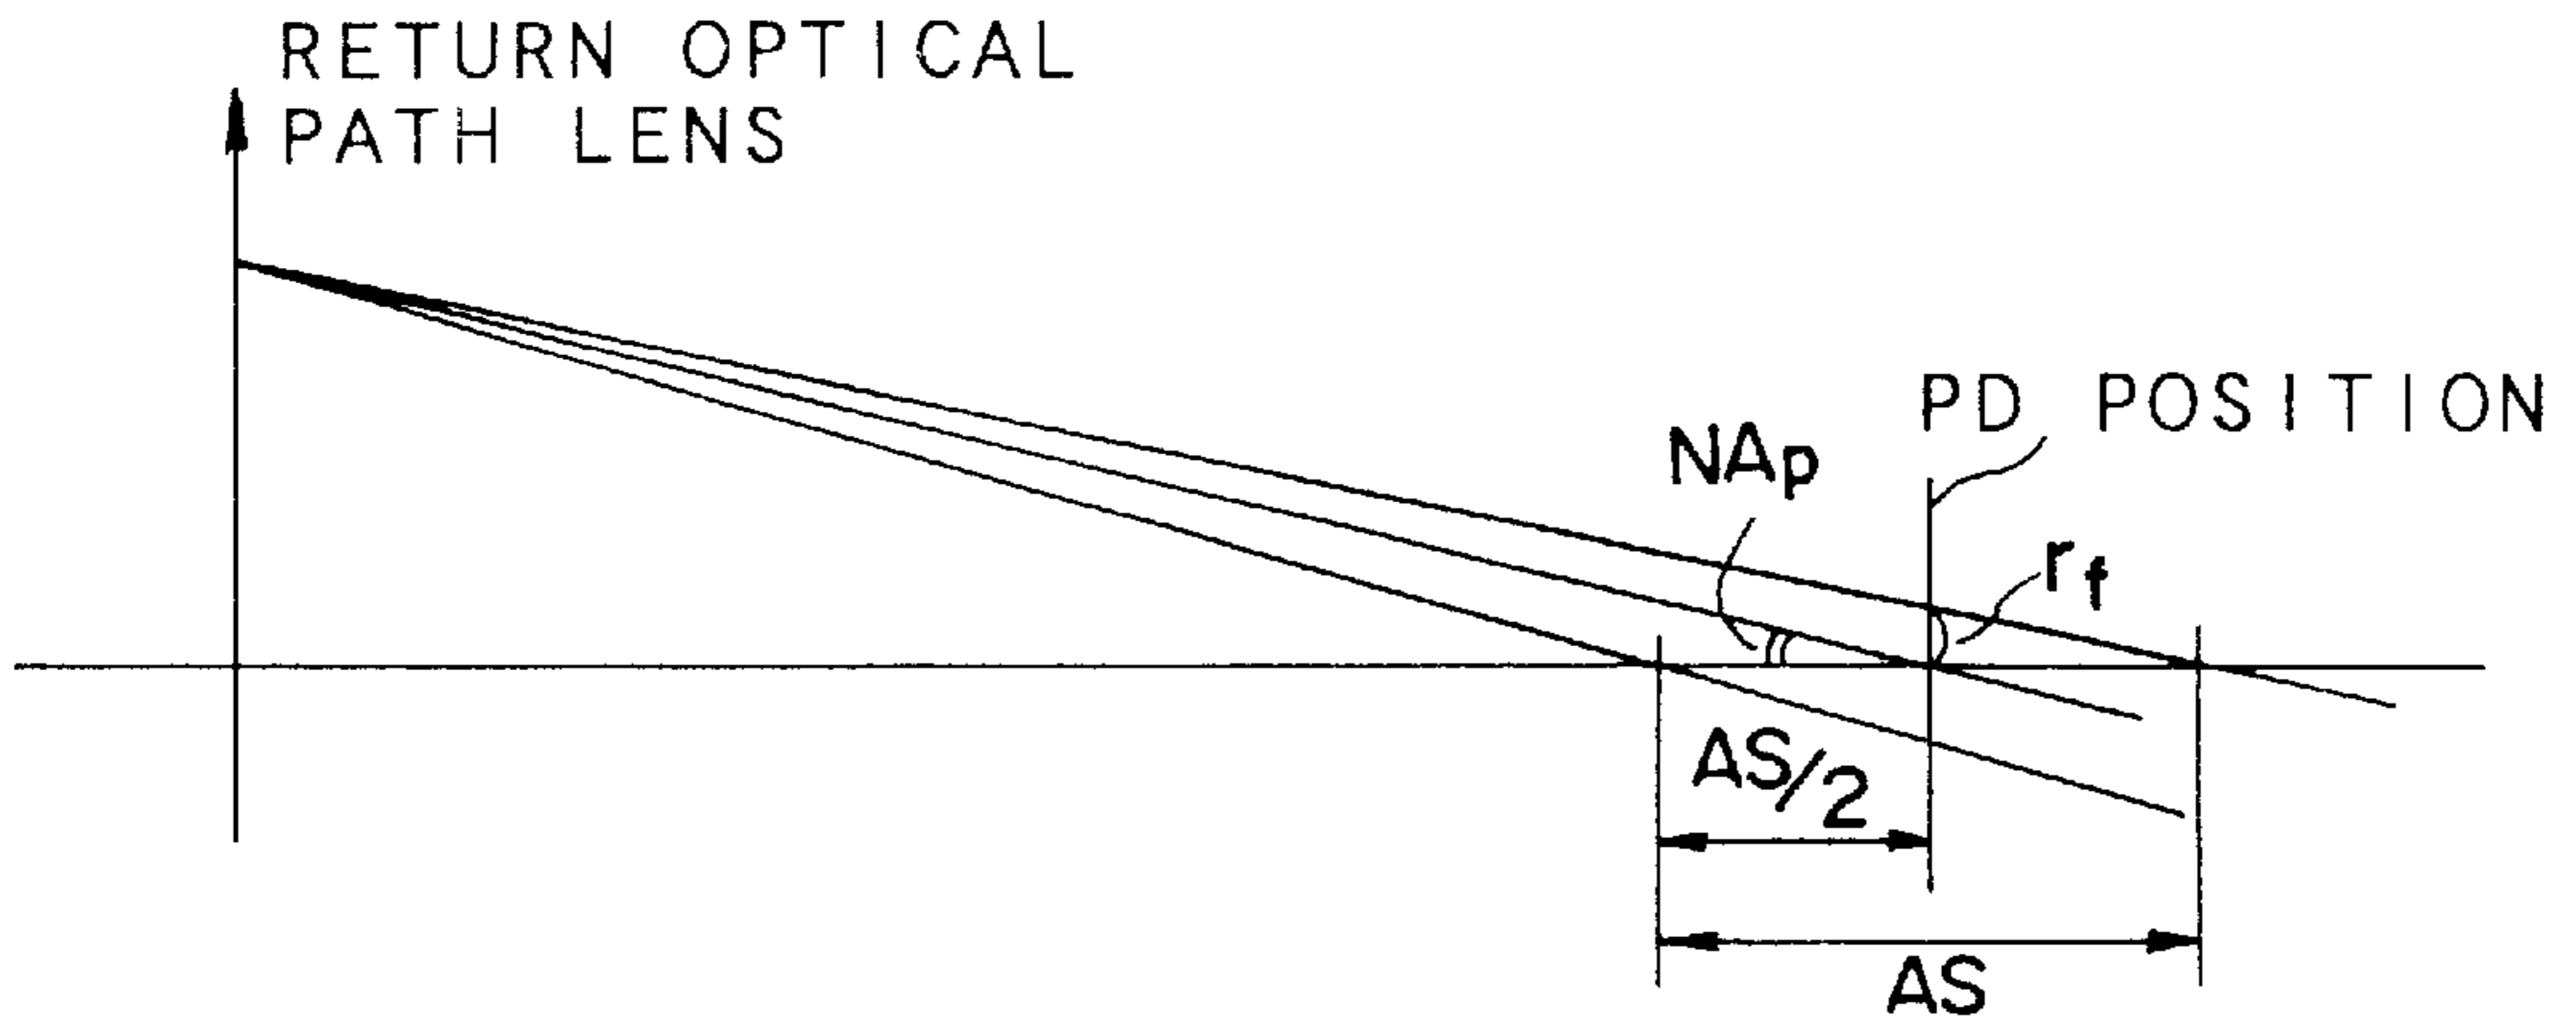 RETURN OPTICAL
PATH LENS
PD POSITION
NAp
rf
AS/2
AS